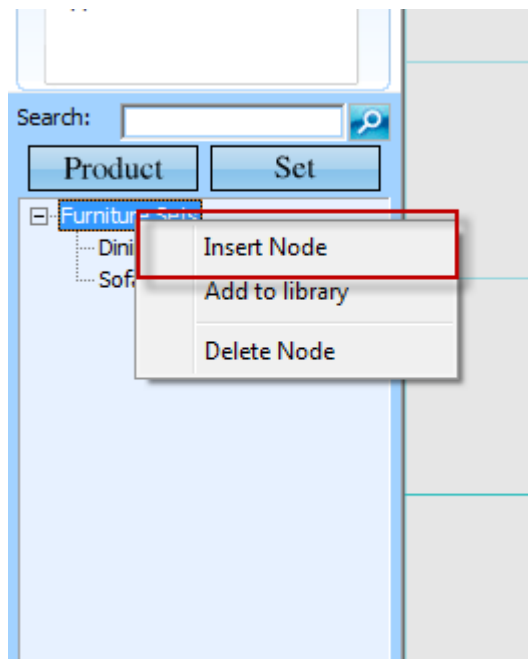 Search:
Product Set
Furniture Sets
Insert Node
Add to library
Delete Node